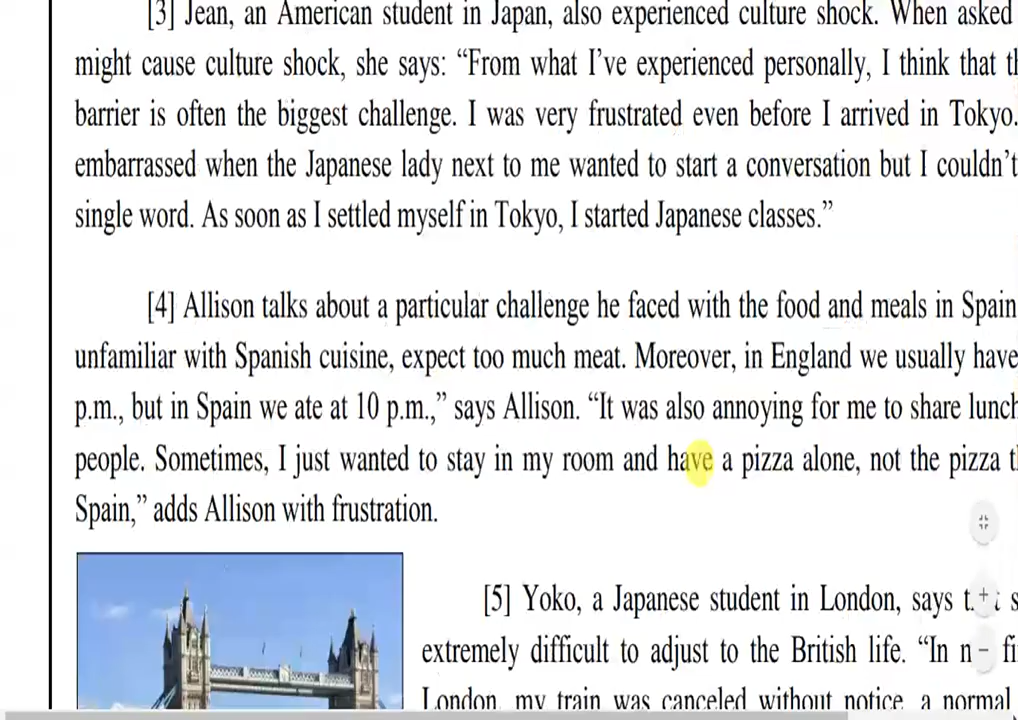 [3] Jean, an American student in Japan, also experienced culture shock. When asked
might cause culture shock, she says: “From what I’ve experienced personally, I think that
barrier is often the biggest challenge. I was very frustrated even before I arrived in Tokyo.
embarrassed when the Japanese lady next to me wanted to start a conversation but I couldn’t
single word. As soon as I settled myself in Tokyo, I started Japanese classes.”
[4] Allison talks about a particular challenge he faced with the food and meals in Spain
unfamiliar with Spanish cuisine, expect too much meat. Moreover, in England we usually have
p.m., but in Spain we ate at 10 p.m.,” says Allison. “It was also annoying for me to share lunch
people. Sometimes, I just wanted to stay in my room and have a pizza alone, not the pizza
Spain,” adds Allison with frustration.
[5] Yoko, a Japanese student in London, says
extremely difficult to adjust to the British life. “In
London, my train was canceled without notice, a normal